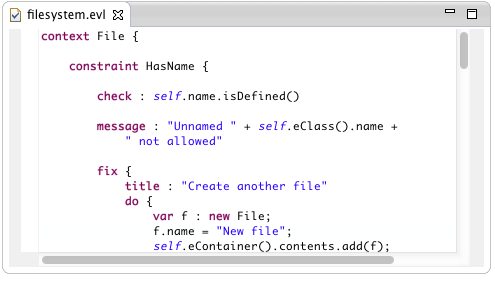 filesystem.evl
context File {
constraint HasName {
check : self.name.isDefined()
message : "Unnamed " + self.eClass().name +
" not allowed"
fix {
title : "Create another file"
do {
var f : new File;
f.name = "New file";
self.eContainer().contents.add(f);